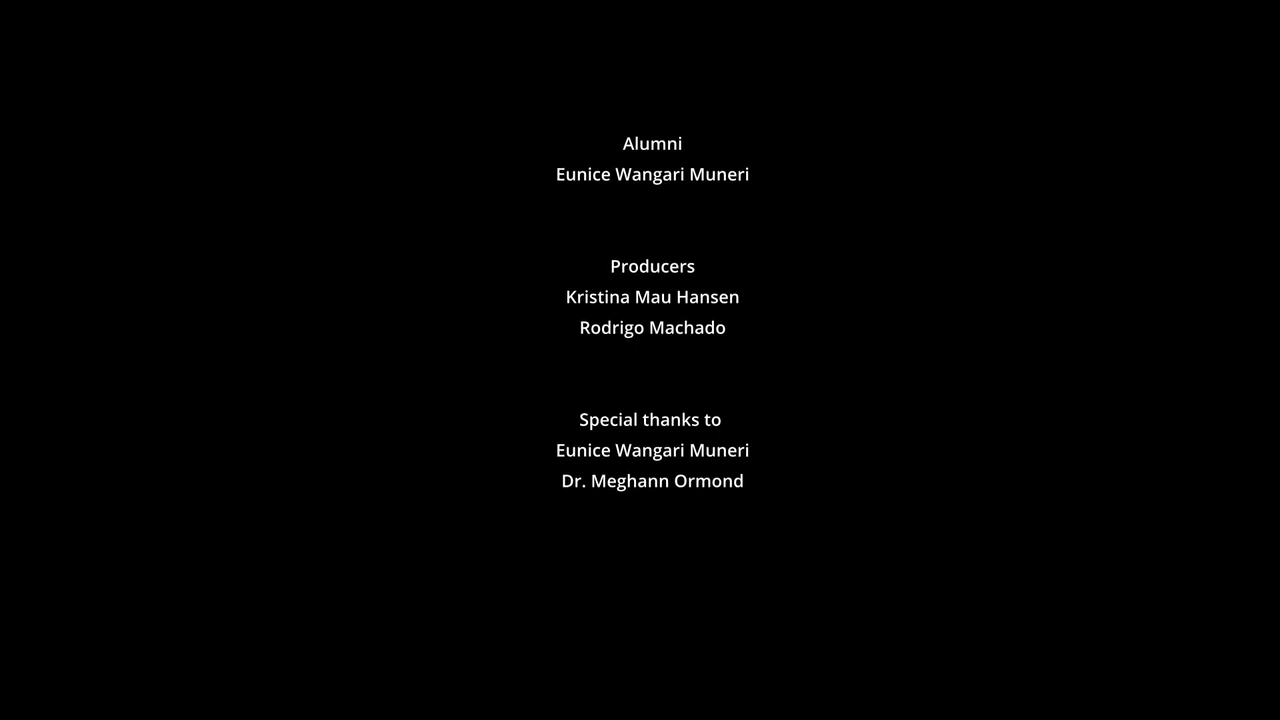 Alumni
Eunice Wangari Muneri
Producers
Kristina Mau Hansen
Rodrigo Machado
Special thanks to
Eunice Wangari Muneri
Dr. Meghann Ormond